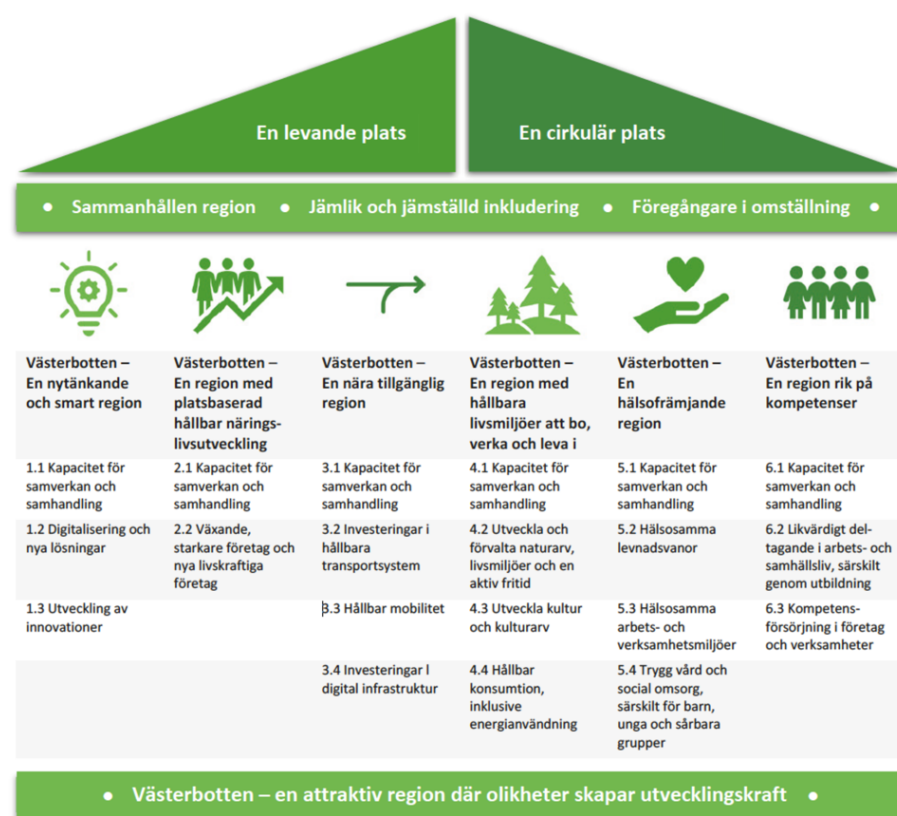 En levande plats
En cirkulär plats
• Sammanhållen region • Jämlik och jämställd inkludering • Föregångare i omställning •
Västerbotten –
En nytänkande
och smart region
Västerbotten –
En region med
platsbaserad
hållbar närings-
livsutveckling
Västerbotten –
En nära tillgänglig
region
Västerbotten –
En region med
hållbara
livsmiljöer att bo,
verka och leva i
Västerbotten –
En
hälsofrämjande
region
Västerbotten –
En region rik på
kompetenser
1.1 Kapacitet för
samverkan och
samhandling
2.1 Kapacitet för
samverkan och
samhandling
3.1 Kapacitet för
samverkan och
samhandling
4.1 Kapacitet för
samverkan och
samhandling
5.1 Kapacitet för
samverkan och
samhandling
6.1 Kapacitet för
samverkan och
samhandling
1.2 Digitalisering och
nya lösningar
2.2 Växande,
starkare företag och
nya livskraftiga
företag
3.2 Investeringar i
hållbara
transportsystem
4.2 Utveckla och
förvalta naturarv,
livsmiljöer och en
aktiv fritid
5.2 Hälsosamma
levnadsvanor
6.2 Likvärdigt del-
tagande i arbets- och
samhällsliv, särskilt
genom utbildning
1.3 Utveckling av
innovationer
3.3 Hållbar mobilitet
4.3 Utveckla kultur
och kulturarv
5.3 Hälsosamma
arbets- och
verksamhetsmiljöer
6.3 Kompetens-
försörjning i företag
och verksamheter
3.4 Investeringar l
digital infrastruktur
4.4 Hållbar
konsumtion,
inklusive
energianvändning
5.4 Trygg vård och
social omsorg,
särskilt för barn,
unga och sårbara
grupper
• Västerbotten – en attraktiv region där olikheter skapar utvecklingskraft •